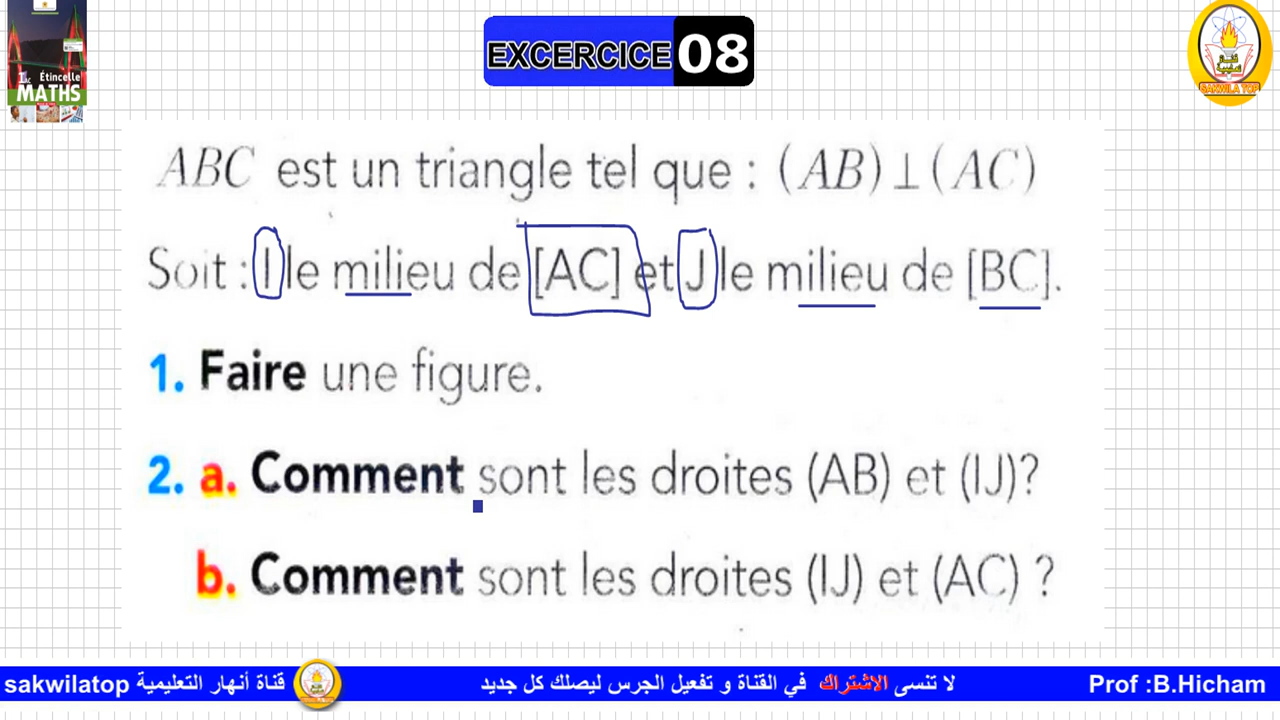 EXCERCICE 08
Étincelle
MATHS
SAKWILA TOP
ABC est un triangle tel que : (AB)⊥(AC)
Soit : I le milieu de [AC] et J le milieu de [BC].
1. Faire une figure.
2. a. Comment sont les droites (AB) et (IJ)?
b. Comment sont les droites (IJ) et (AC) ?
sakwilatop قناة أنهار التعليمية
لا تنسى الاشتراك في القناة و تفعيل الجرس ليصلك كل جديد
Prof :B.Hicham